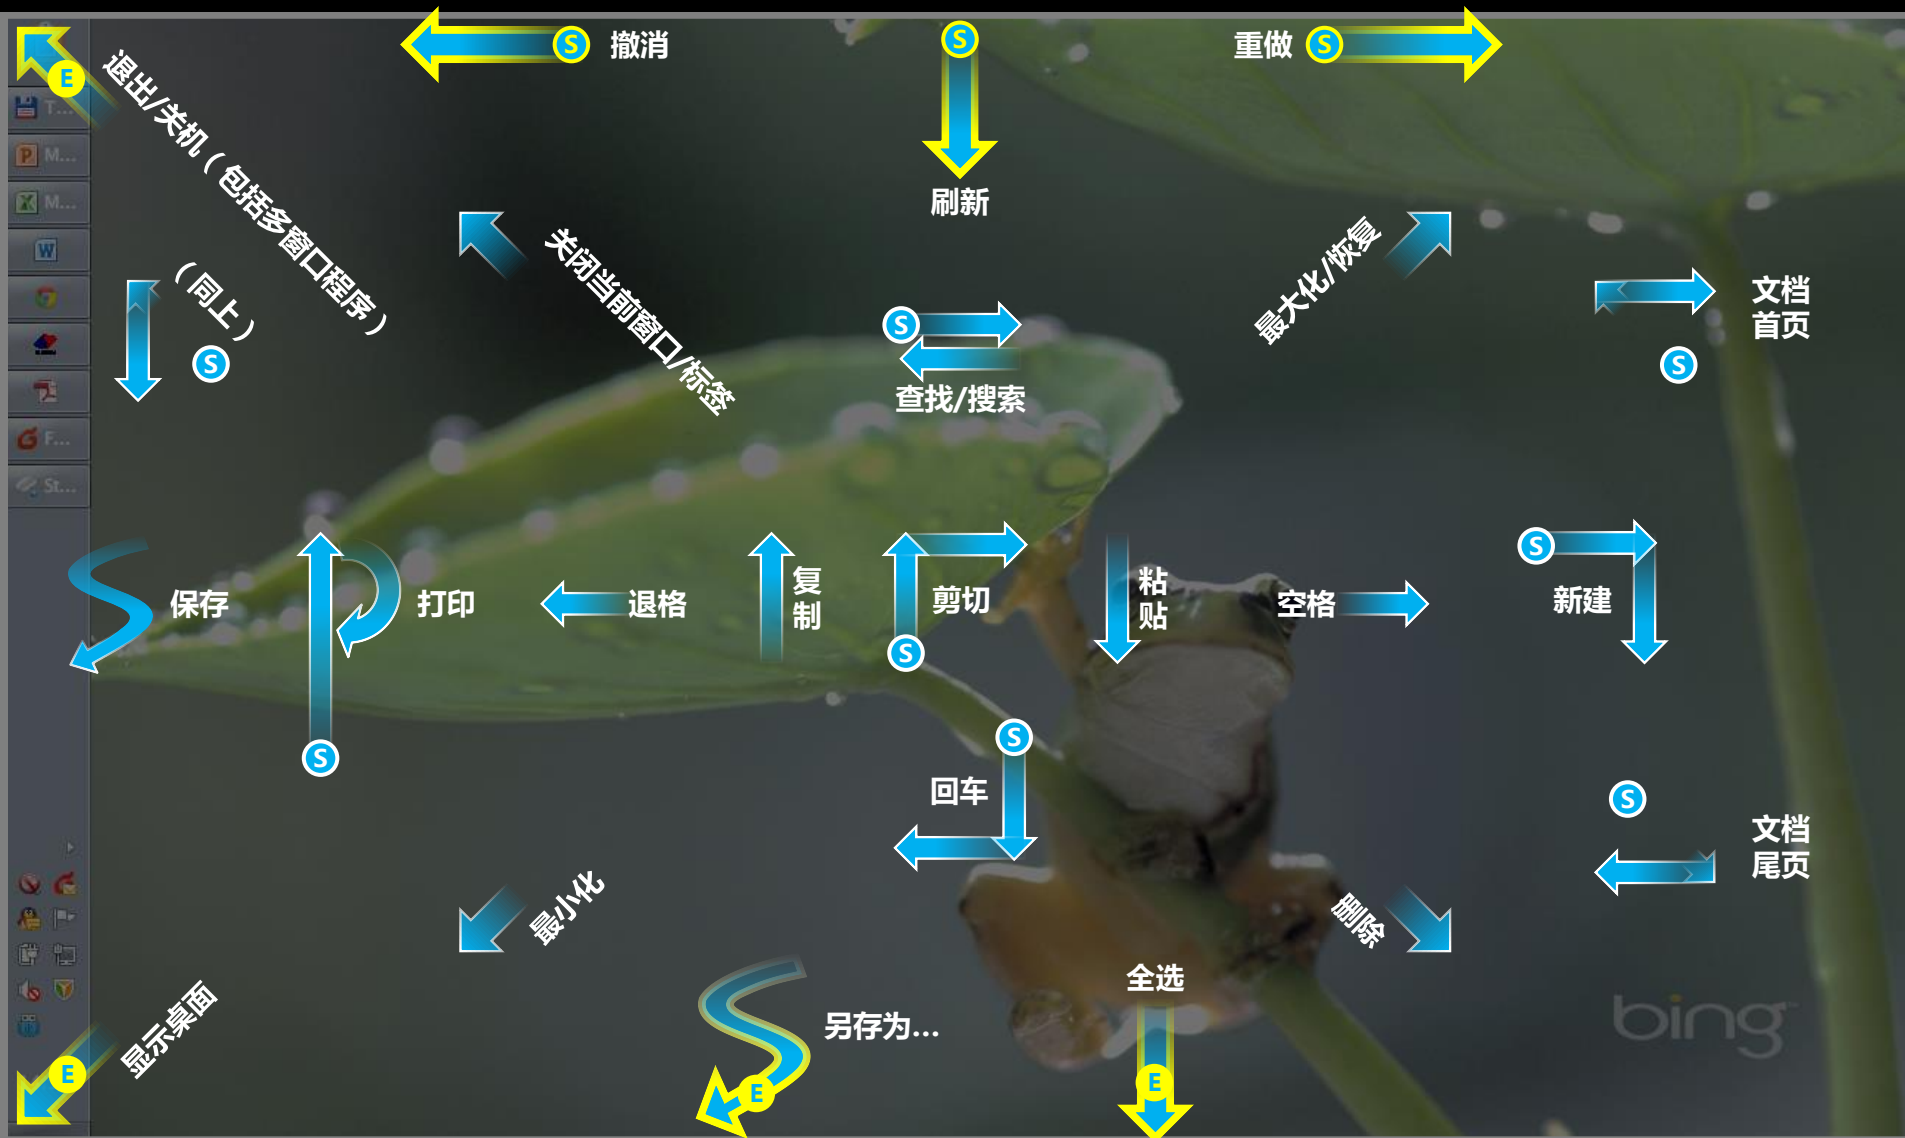 S 撤消
S
重做 S
E
退出/关机（包括多窗口程序）
T...
M...
刷新
M...
W
（同上）
S
关闭当前窗口/标签
最大化/恢复
文档
首页
S
S
查找/搜索
F...
St...
保存
打印
S
退格
复
制
剪切
S
粘
贴
空格
S
新建
S
回车
S
文档
尾页
最小化
删除
全选
E
另存为...
E
显示桌面
E
bing